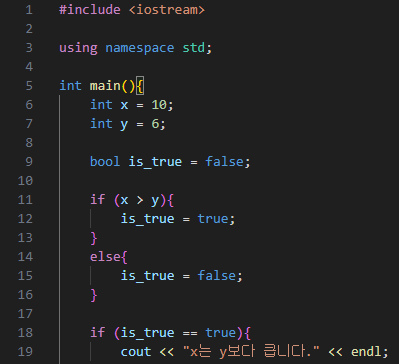 1 #include <iostream>
2
3 using namespace std;
4
5 int main(){
6     int x = 10;
7     int y = 6;
8
9     bool is_true = false;
10
11     if (x > y){
12         is_true = true;
13     }
14     else{
15         is_true = false;
16     }
17
18     if (is_true == true){
19         cout << "x는 y보다 큽니다." << endl;